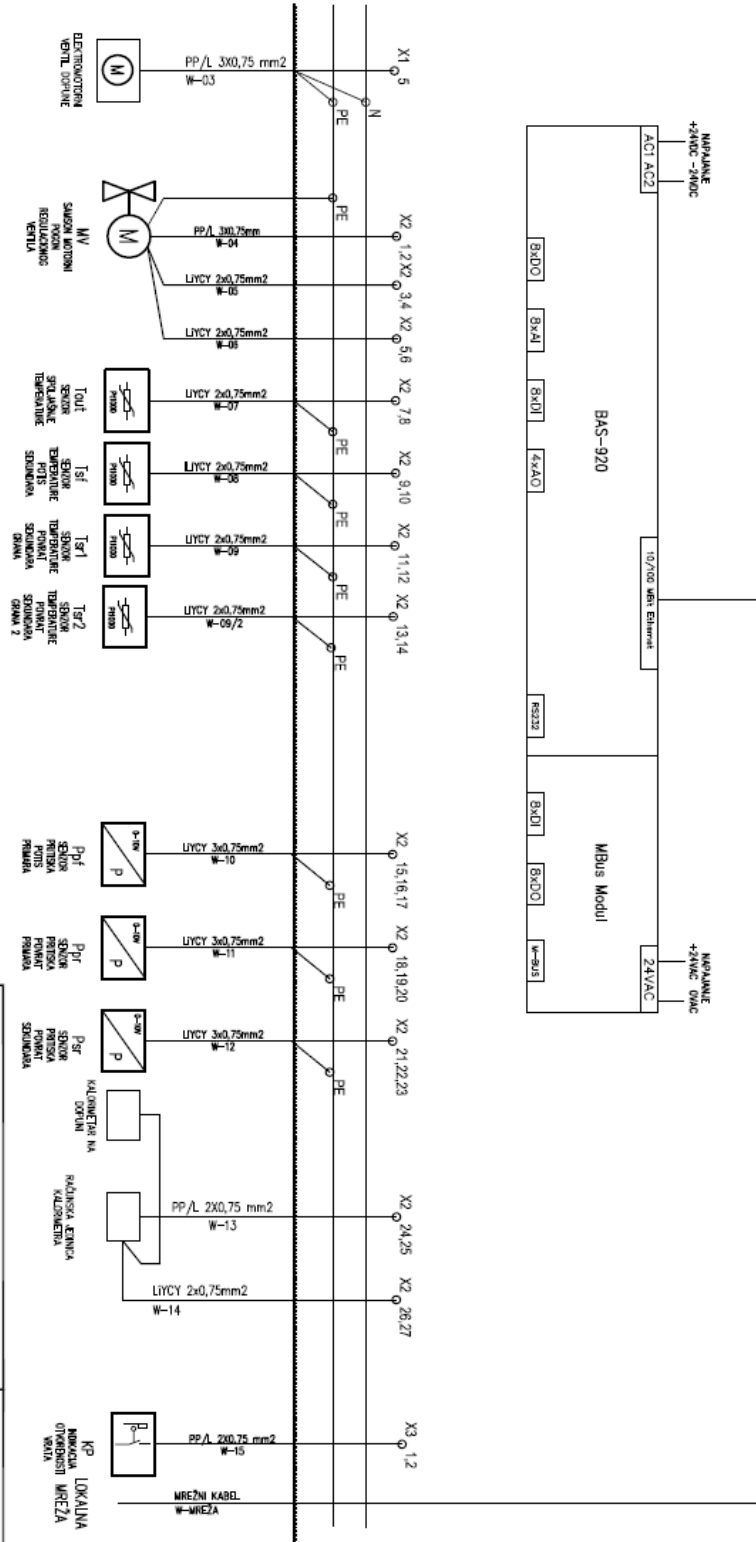 NAPAJANJE
+24VDC -24VDC
AC1 AC2
8xDO
8xAI
8xDI
4xAO
BAS-920
10/100 MBit Ethernet
RS232
8xDI
8xDO
M-BUS
MBus Modul
24VAC
NAPAJANJE
+24VAC 0VAC
X1
5
N
PE
PP/L 3X0,75 mm2
W-03
M
ELEKTROMOTORNI
VENTIL DOPUNE
PE
X2
1,2
PP/L 3X0,75mm
W-04
X2
3,4
LiYCY 2x0,75mm2
W-05
X2
5,6
LiYCY 2x0,75mm2
W-06
M
MV
SAMSON MOTORNI
POGON
REGULACIONOG
VENTILA
X2
7,8
PE
LIYCY 2x0,75mm2
W-07
Pt1000
Tout
SENZOR
SPOLJAŠNJE
TEMPERATURE
X2
9,10
PE
LIYCY 2x0,75mm2
W-08
Pt1000
Tsf
SENZOR
TEMPERATURE
POTIS
SEKUNDARA
X2
11,12
PE
LIYCY 2x0,75mm2
W-09
Pt1000
Tsr1
SENZOR
TEMPERATURE
POVRAT
SEKUNDARA
GRANA
X2
13,14
PE
LIYCY 2x0,75mm2
W-09/2
Pt1000
Tsr2
SENZOR
TEMPERATURE
POVRAT
SEKUNDARA
GRANA 2
X2
15,16,17
PE
LIYCY 3x0,75mm2
W-10
0-10V
P
Ppf
SENZOR
PRITISKA
POTIS
PRIMARA
X2
18,19,20
PE
LIYCY 3x0,75mm2
W-11
0-10V
P
Ppr
SENZOR
PRITISKA
POVRAT
PRIMARA
X2
21,22,23
PE
LIYCY 3x0,75mm2
W-12
0-10V
P
Psr
SENZOR
PRITISKA
POVRAT
SEKUNDARA
KALORIMETAR NA
DOPUNI
X2
24,25
PP/L 2X0,75 mm2
W-13
RAČUNSKA JEDINICA
KALORIMETRA
X2
26,27
LiYCY 2x0,75mm2
W-14
X3
1,2
PP/L 2X0,75 mm2
W-15
KP
INDIKACIJA
OTVORENOSTI
VRATA
MREŽNI KABEL
W-MREŽA
LOKALNA
MREŽA